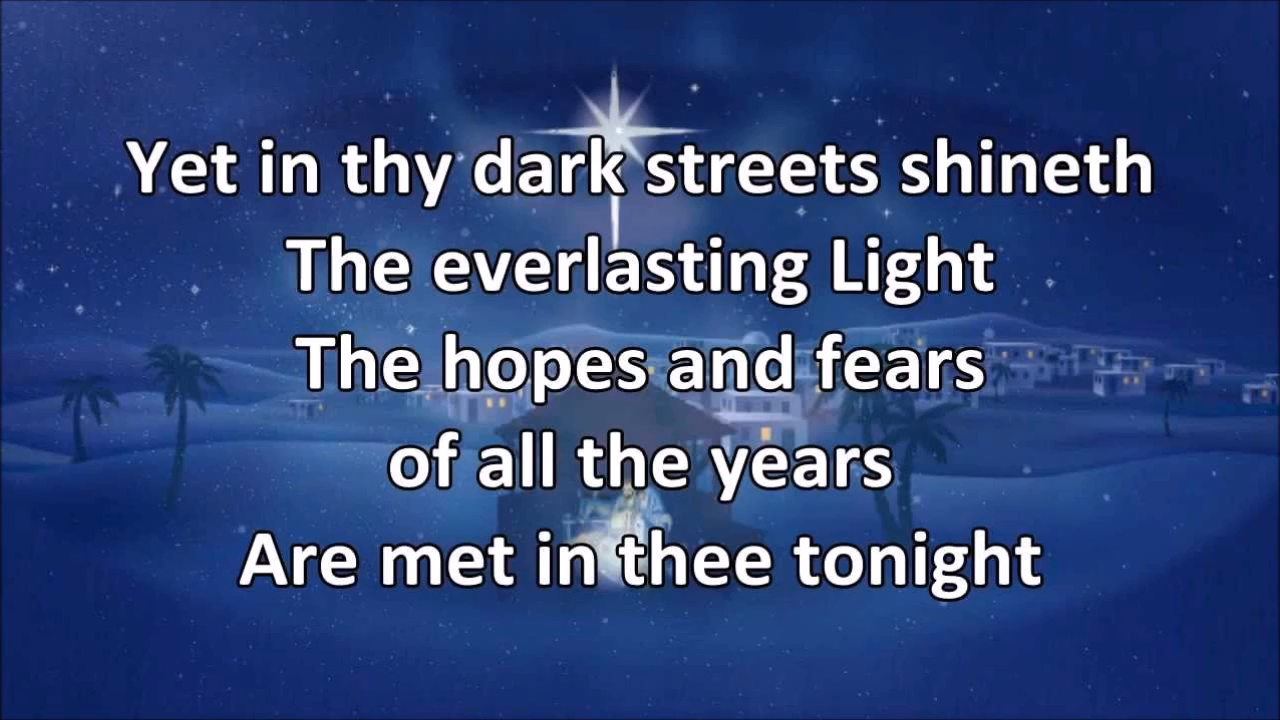 Yet in thy dark streets shineth
The everlasting Light
The hopes and fears
of all the years
Are met in thee tonight